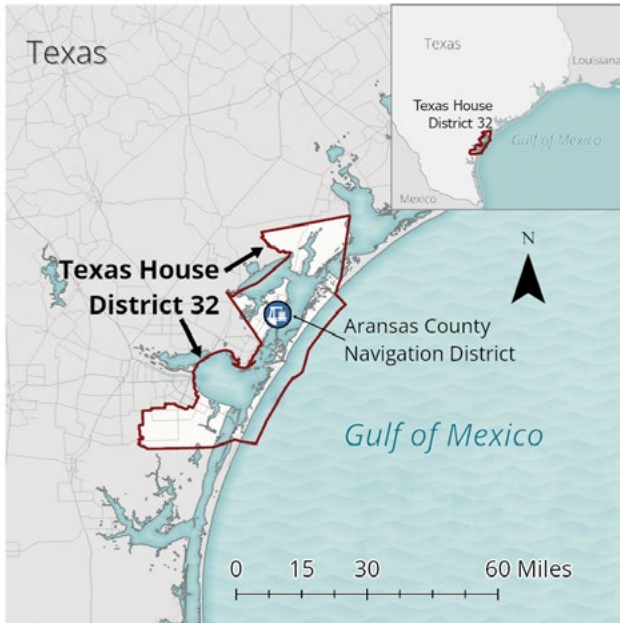 Texas
Texas
Louisiana
Texas House
District 32
Gulf of Mexico
Mexico
Texas House
District 32
N
Aransas County
Navigation District
Gulf of Mexico
0 15 30 60 Miles